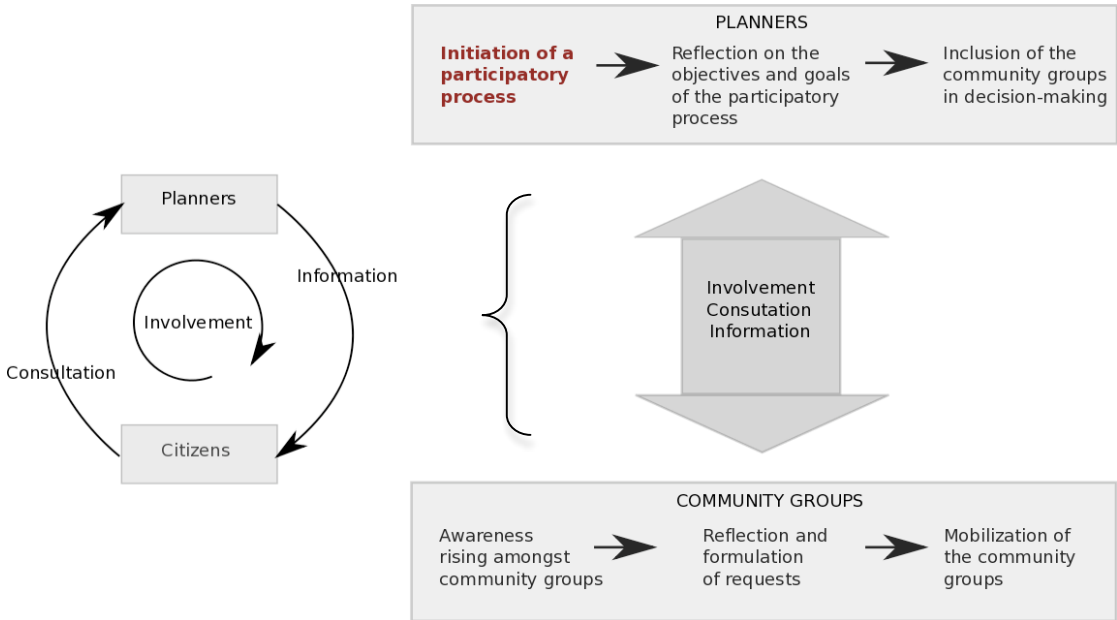 PLANNERS
Initiation of a
participatory
process
Reflection on the
objectives and goals
of the participatory
process
Inclusion of the
community groups
in decision-making
Planners
Information
Involvement
Consultation
Citizens
Involvement
Consutation
Information
COMMUNITY GROUPS
Awareness
rising amongst
community groups
Reflection and
formulation
of requests
Mobilization of
the community
groups